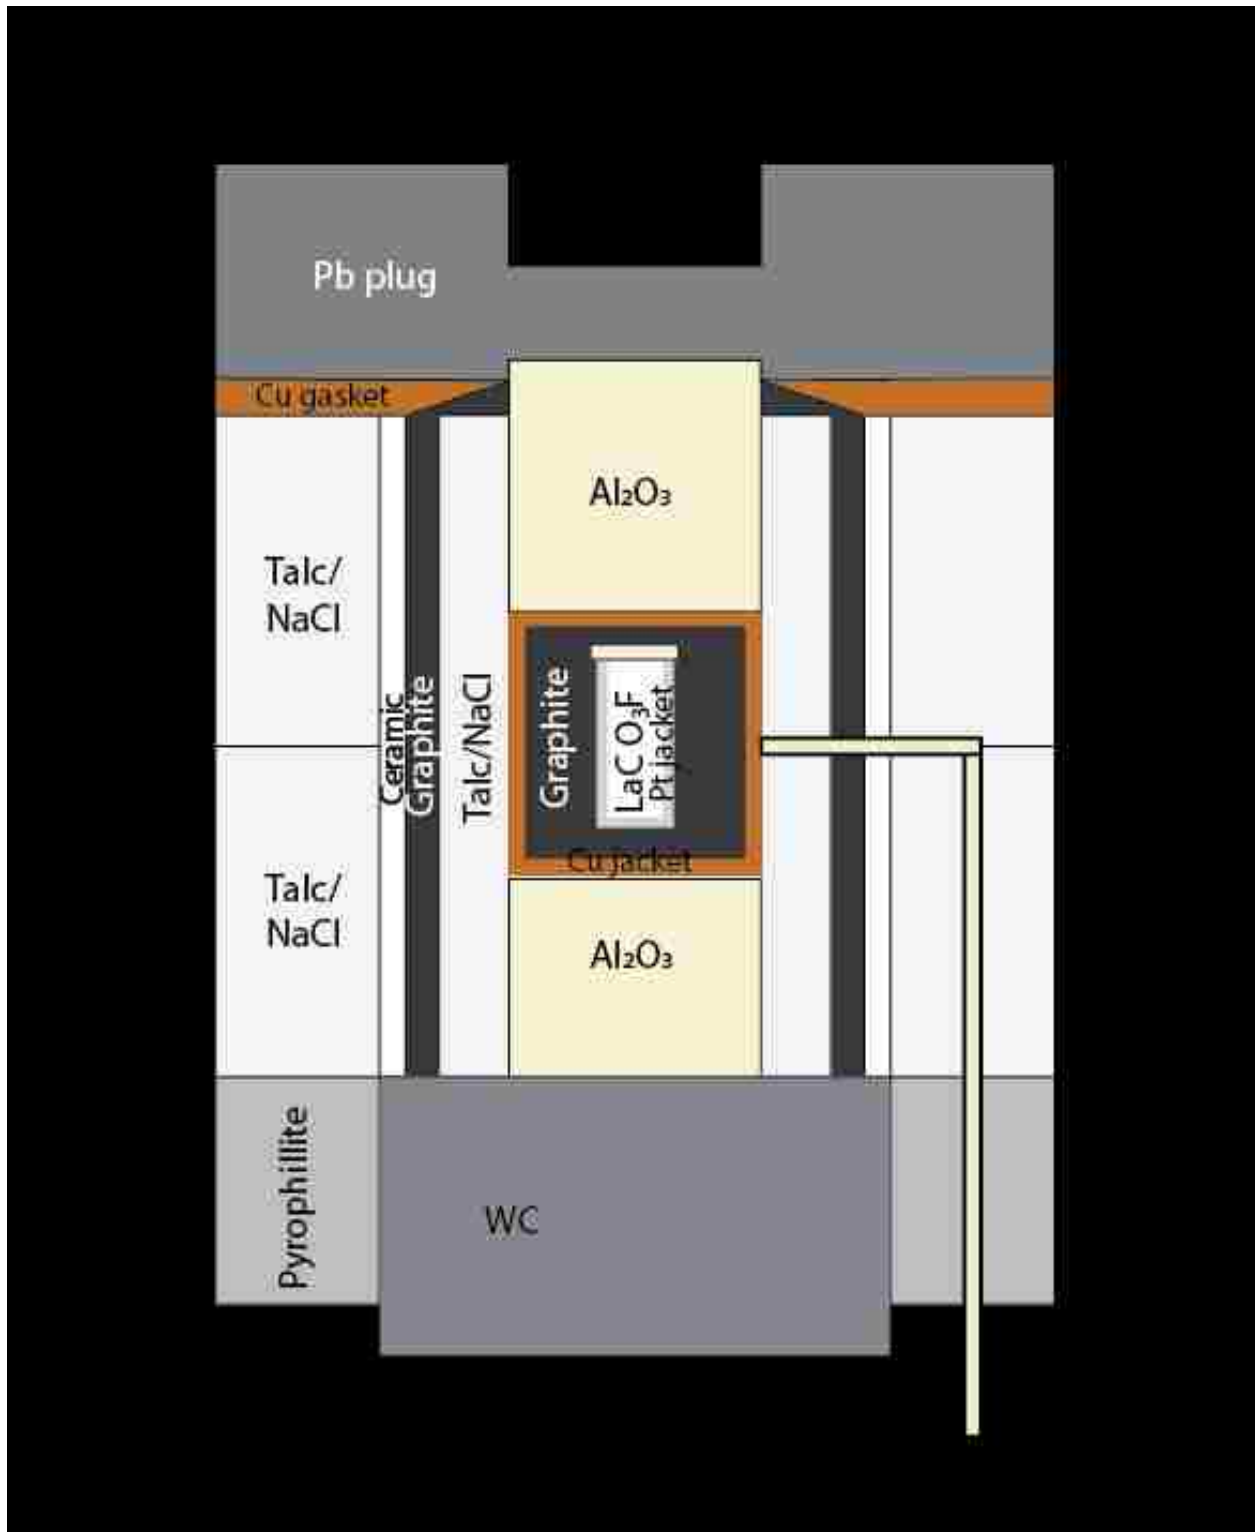 Pb plug
Cu gasket
Al₂O₃
Talc/
NaCl
Ceramic
Graphite
Talc/NaCl
Graphite
LaC O₃F
Pt jacket
Cu jacket
Talc/
NaCl
Al₂O₃
Pyrophillite
WC